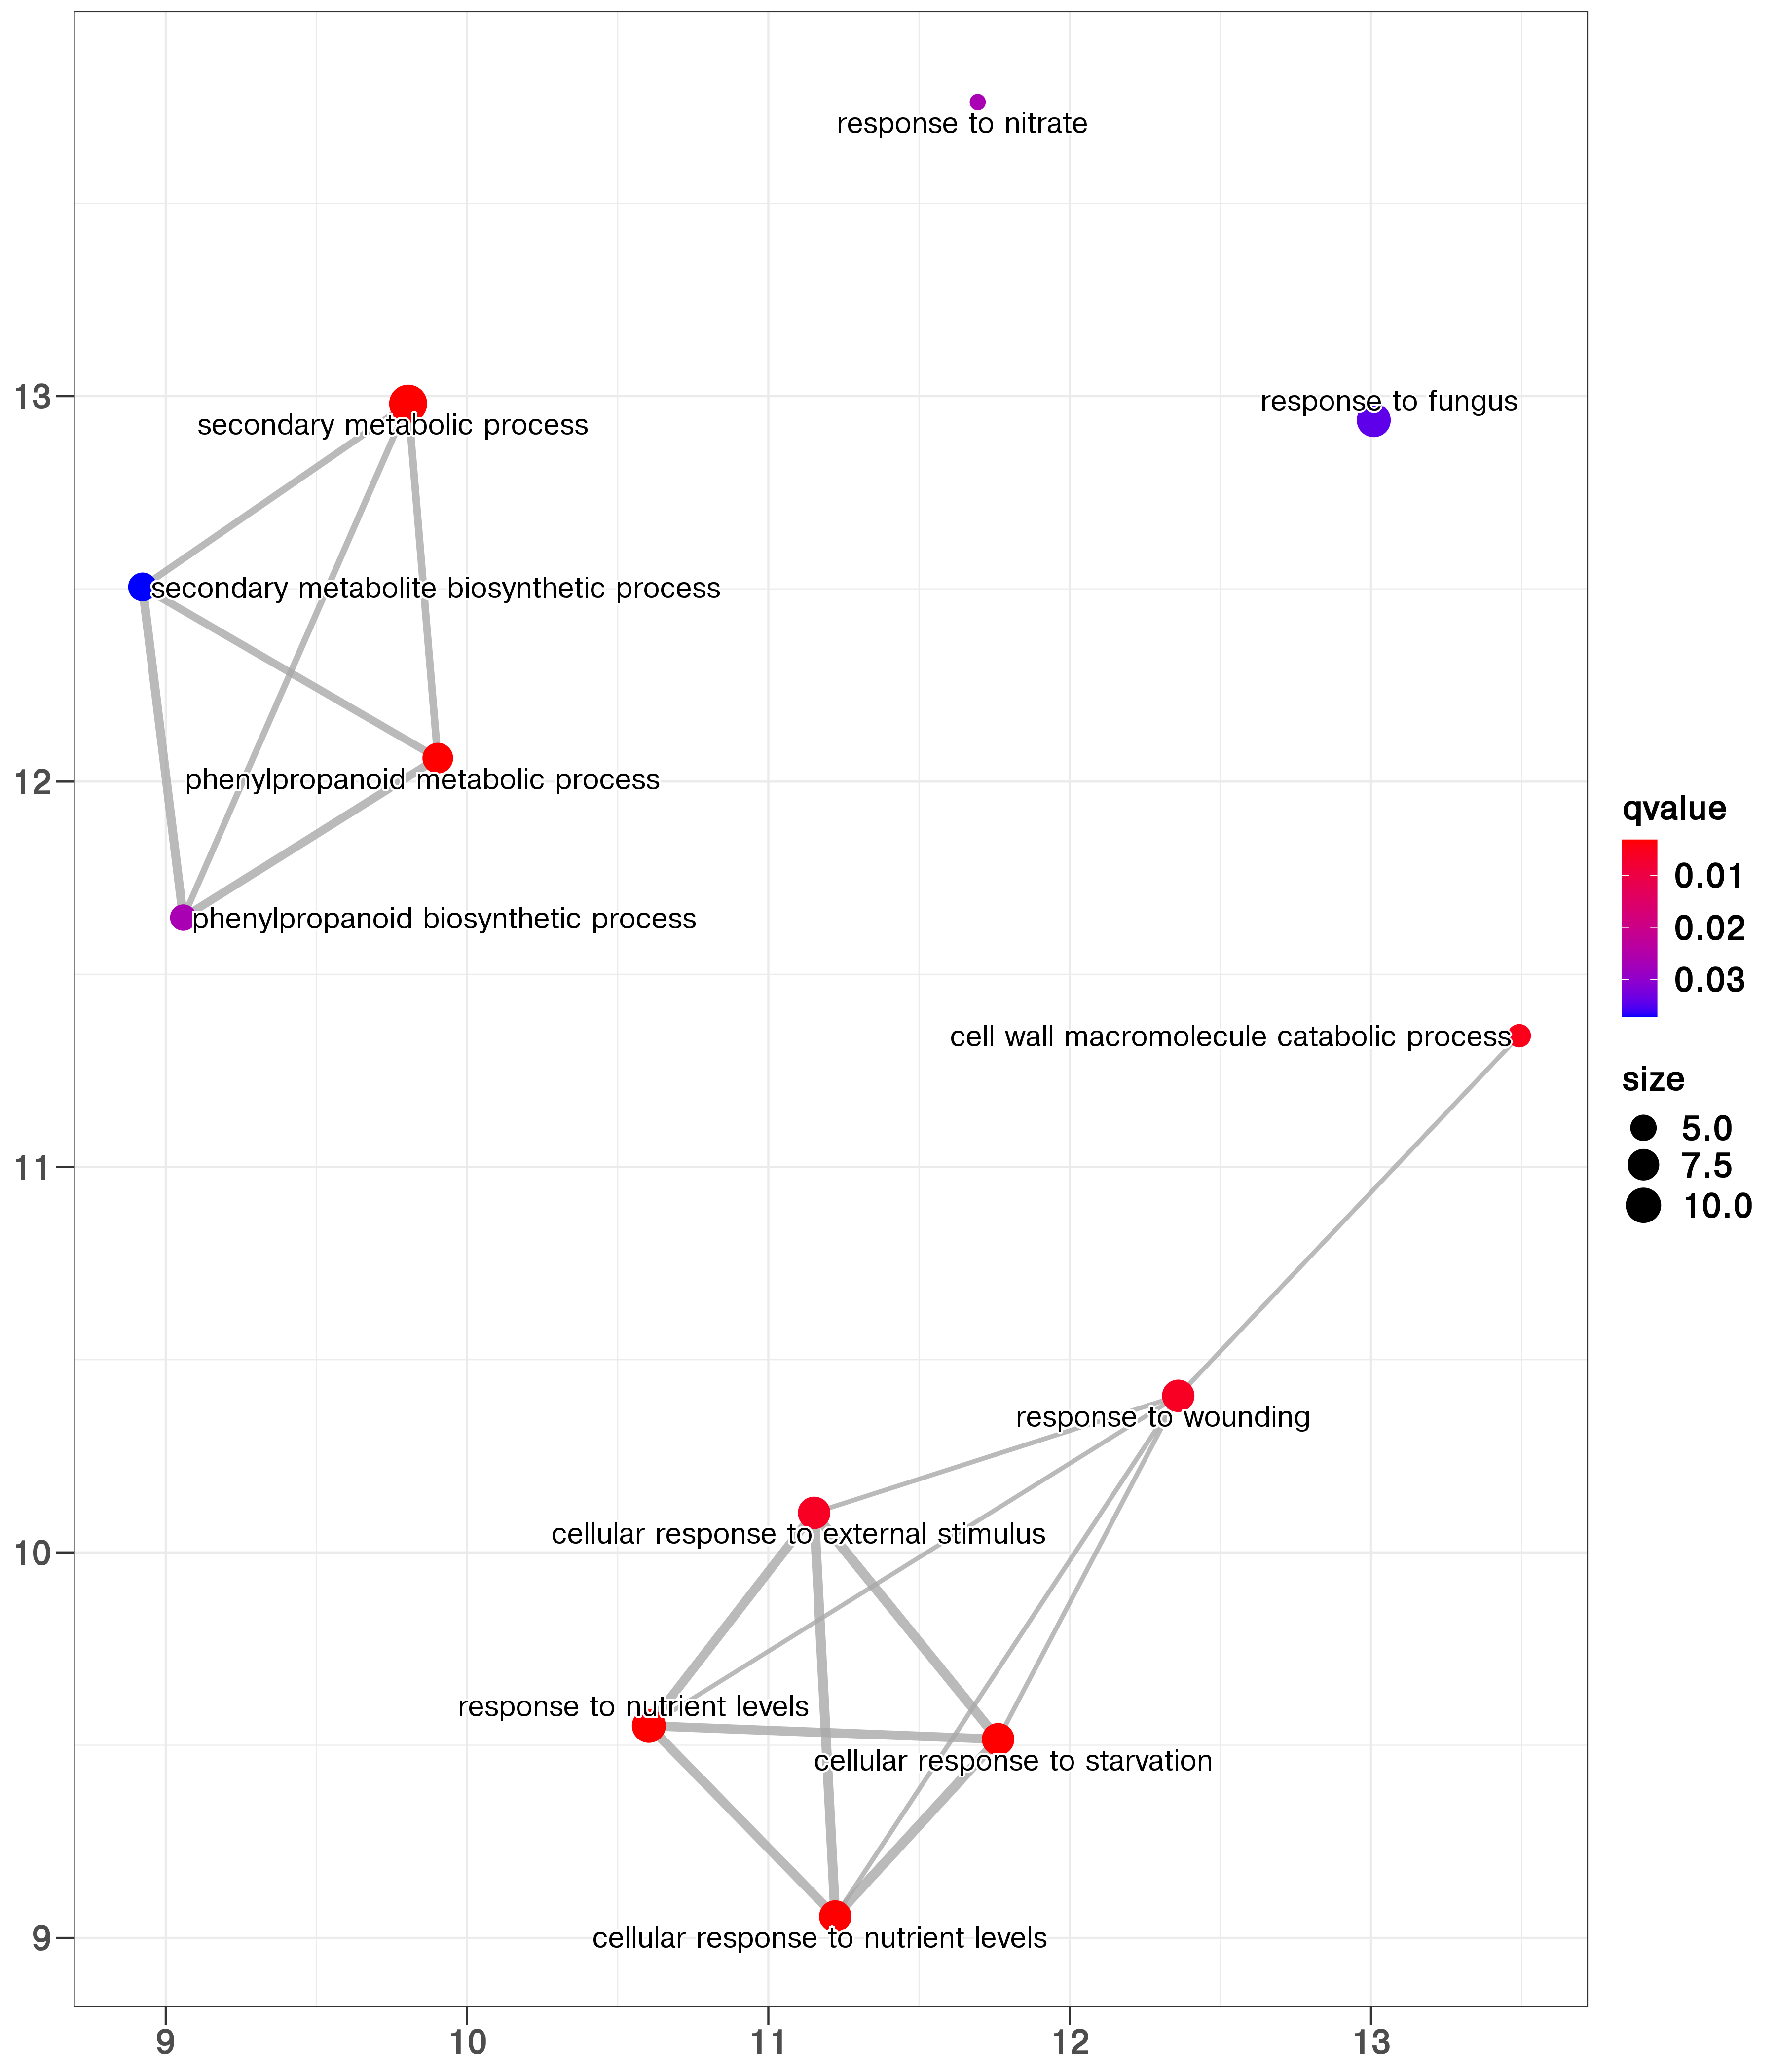 response to nitrate
13
response to fungus
secondary metabolic process
secondary metabolite biosynthetic process
12
phenylpropanoid metabolic process
phenylpropanoid biosynthetic process
cell wall macromolecule catabolic process
11
response to wounding
10
cellular response to external stimulus
response to nutrient levels
cellular response to starvation
9
cellular response to nutrient levels
9 10 11 12 13
qvalue
0.01
0.02
0.03
size
5.0
7.5
10.0